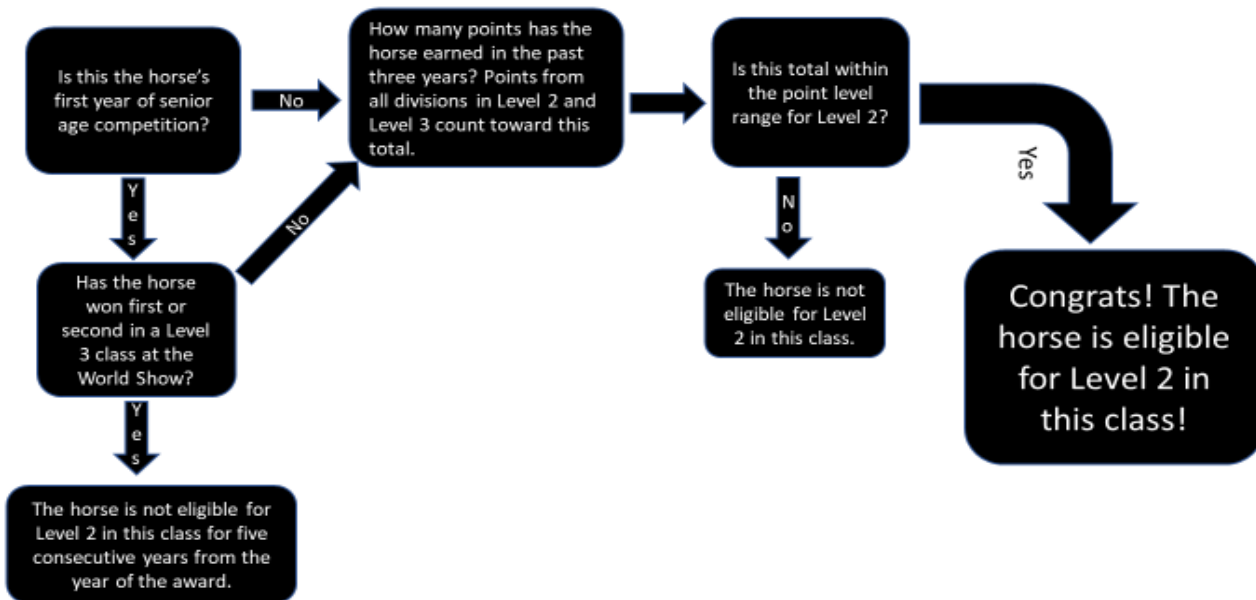 Is this the horse's
first year of senior
age competition?
No
How many points has the
horse earned in the past
three years? Points from
all divisions in Level 2 and
Level 3 count toward this
total.
Is this total within
the point level
range for Level 2?
Yes
Yes
No
No
Has the horse
won first or
second in a Level
3 class at the
World Show?
The horse is not
eligible for Level
2 in this class.
Congrats! The
horse is eligible
for Level 2 in
this class!
Yes
The horse is not eligible for
Level 2 in this class for five
consecutive years from the
year of the award.